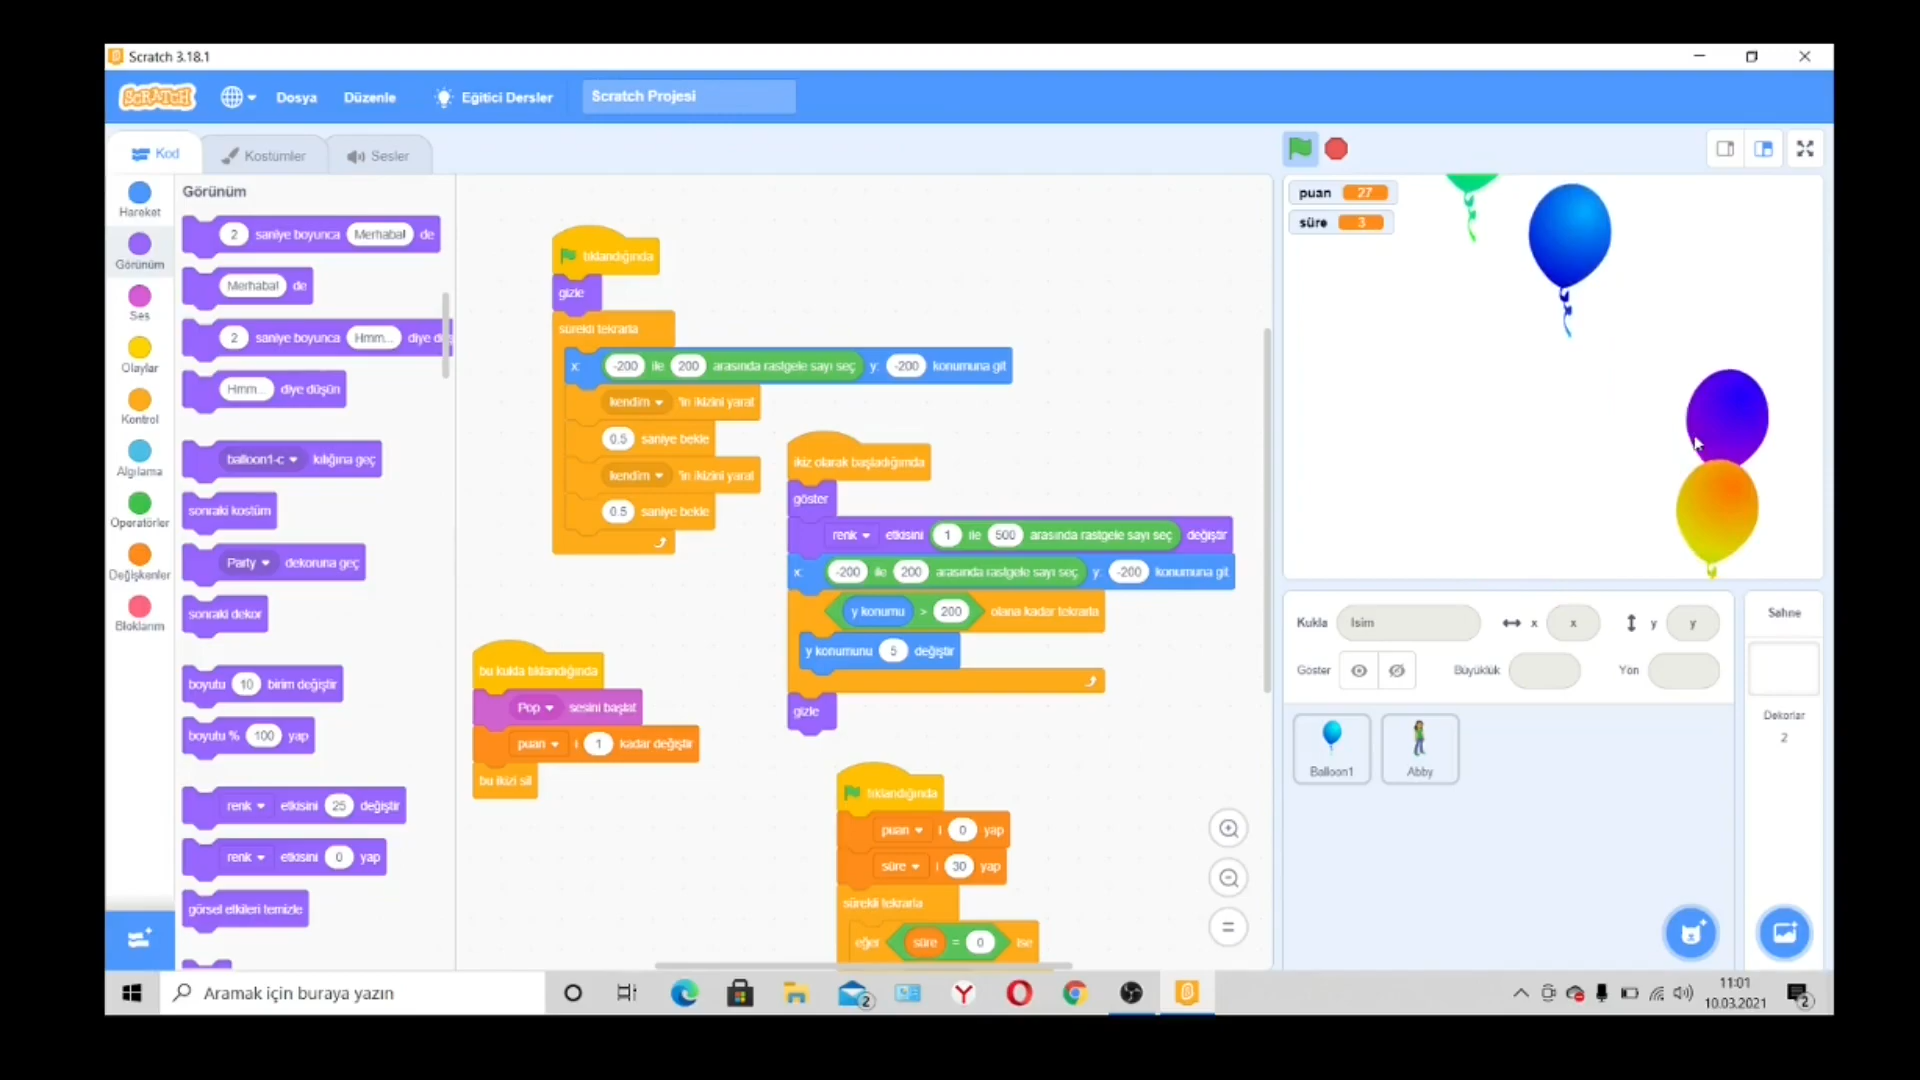 Scratch 3.18.1
SCRATCH
Dosya
Düzenle
Eğitici Dersler
Scratch Projesi
Kod
Kostümler
Sesler
Hareket
Görünüm
Ses
Olaylar
Kontrol
Algılama
Operatörler
Değişkenler
Bloklarım
Görünüm
2 saniye boyunca Merhaba! de
Merhaba! de
2 saniye boyunca Hmm... diye dü
Hmm... diye düşün
balloon1-c kılığına geç
sonraki kostüm
Party dekoruna geç
sonraki dekor
boyutu 10 birim değiştir
boyutu % 100 yap
renk etkisini 25 değiştir
renk etkisini 0 yap
görsel etkileri temizle
tıklandığında
gizle
sürekli tekrarla
x: -200 ile 200 arasında rastgele sayı seç y: -200 konumuna git
kendim 'in ikizini yarat
0.5 saniye bekle
kendim 'in ikizini yarat
0.5 saniye bekle
ikiz olarak başladığımda
göster
renk etkisini 1 ile 500 arasında rastgele sayı seç değiştir
x: -200 ile 200 arasında rastgele sayı seç y: -200 konumuna git
y konumu > 200 olana kadar tekrarla
y konumunu 5 değiştir
gizle
bu kukla tıklandığında
Pop sesini başlat
puan i 1 kadar değiştir
bu ikizi sil
tıklandığında
puan i 0 yap
süre i 30 yap
sürekli tekrarla
eğer süre = 0 ise
puan 27
süre 3
Kukla İsim x x y y
Göster Büyüklük Yön
Balloon1
Abby
Sahne
Dekorlar
2
Aramak için buraya yazın
2
11:01
10.03.2021
2